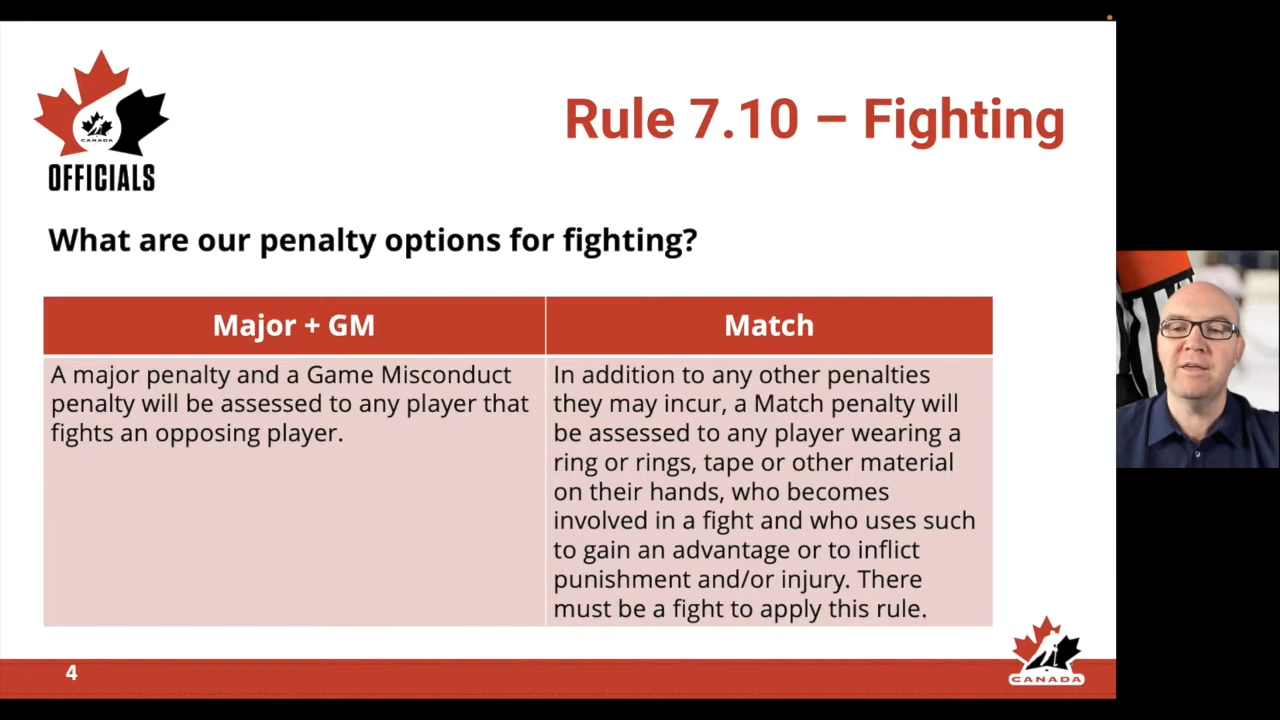 CANADA
OFFICIALS
Rule 7.10 – Fighting
What are our penalty options for fighting?
Major + GM
A major penalty and a Game Misconduct
penalty will be assessed to any player that
fights an opposing player.
Match
In addition to any other penalties
they may incur, a Match penalty will
be assessed to any player wearing a
ring or rings, tape or other material
on their hands, who becomes
involved in a fight and who uses such
to gain an advantage or to inflict
punishment and/or injury. There
must be a fight to apply this rule.
4
CANADA